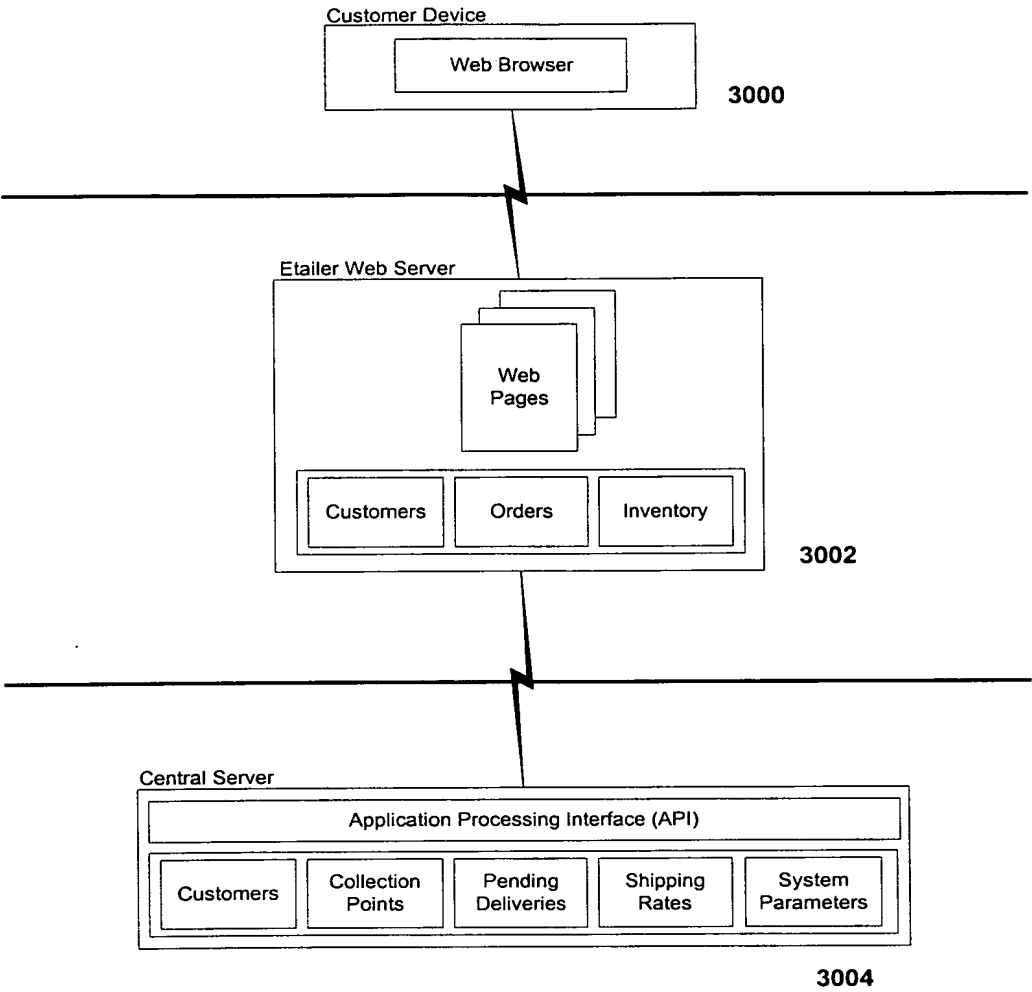 Customer Device
Web Browser
3000
Etailer Web Server
Web
Pages
Customers
Orders
Inventory
3002
Central Server
Application Processing Interface (API)
Customers
Collection
Points
Pending
Deliveries
Shipping
Rates
System
Parameters
3004